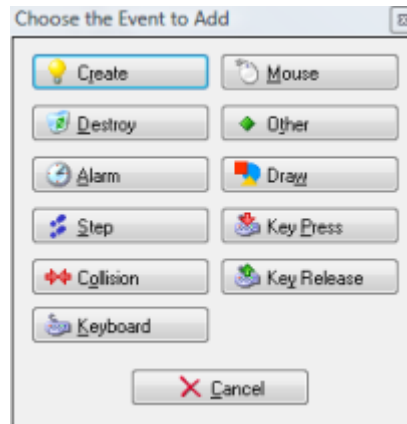 Choose the Event to Add
Create
Mouse
Destroy
Other
Alarm
Draw
Step
Key Press
Collision
Key Release
Keyboard
Cancel